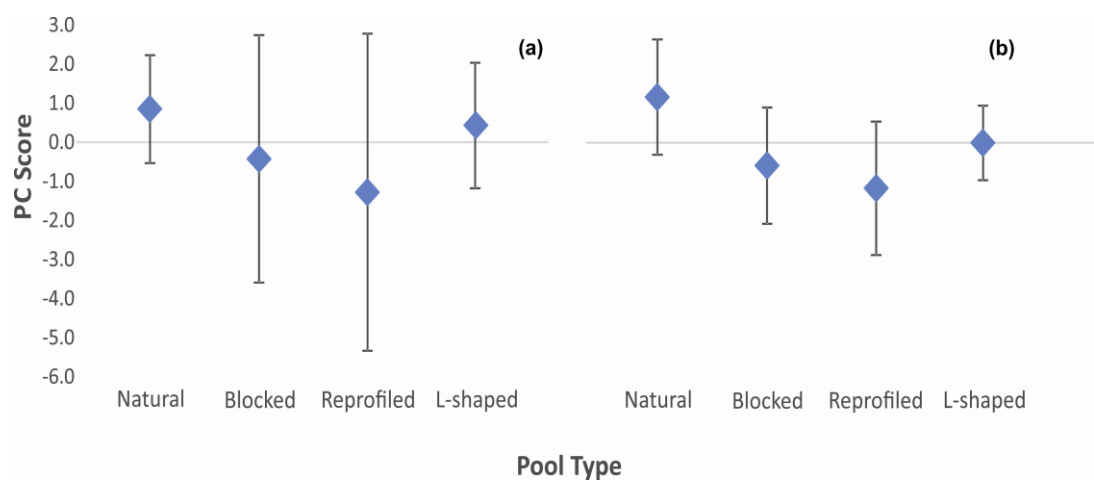 3.0
(a)
(b)
2.0
1.0
0.0
-1.0
-2.0
-3.0
-4.0
-5.0
-6.0
PC Score
Natural Blocked Reprofiled L-shaped
Natural Blocked Reprofiled L-shaped
Pool Type